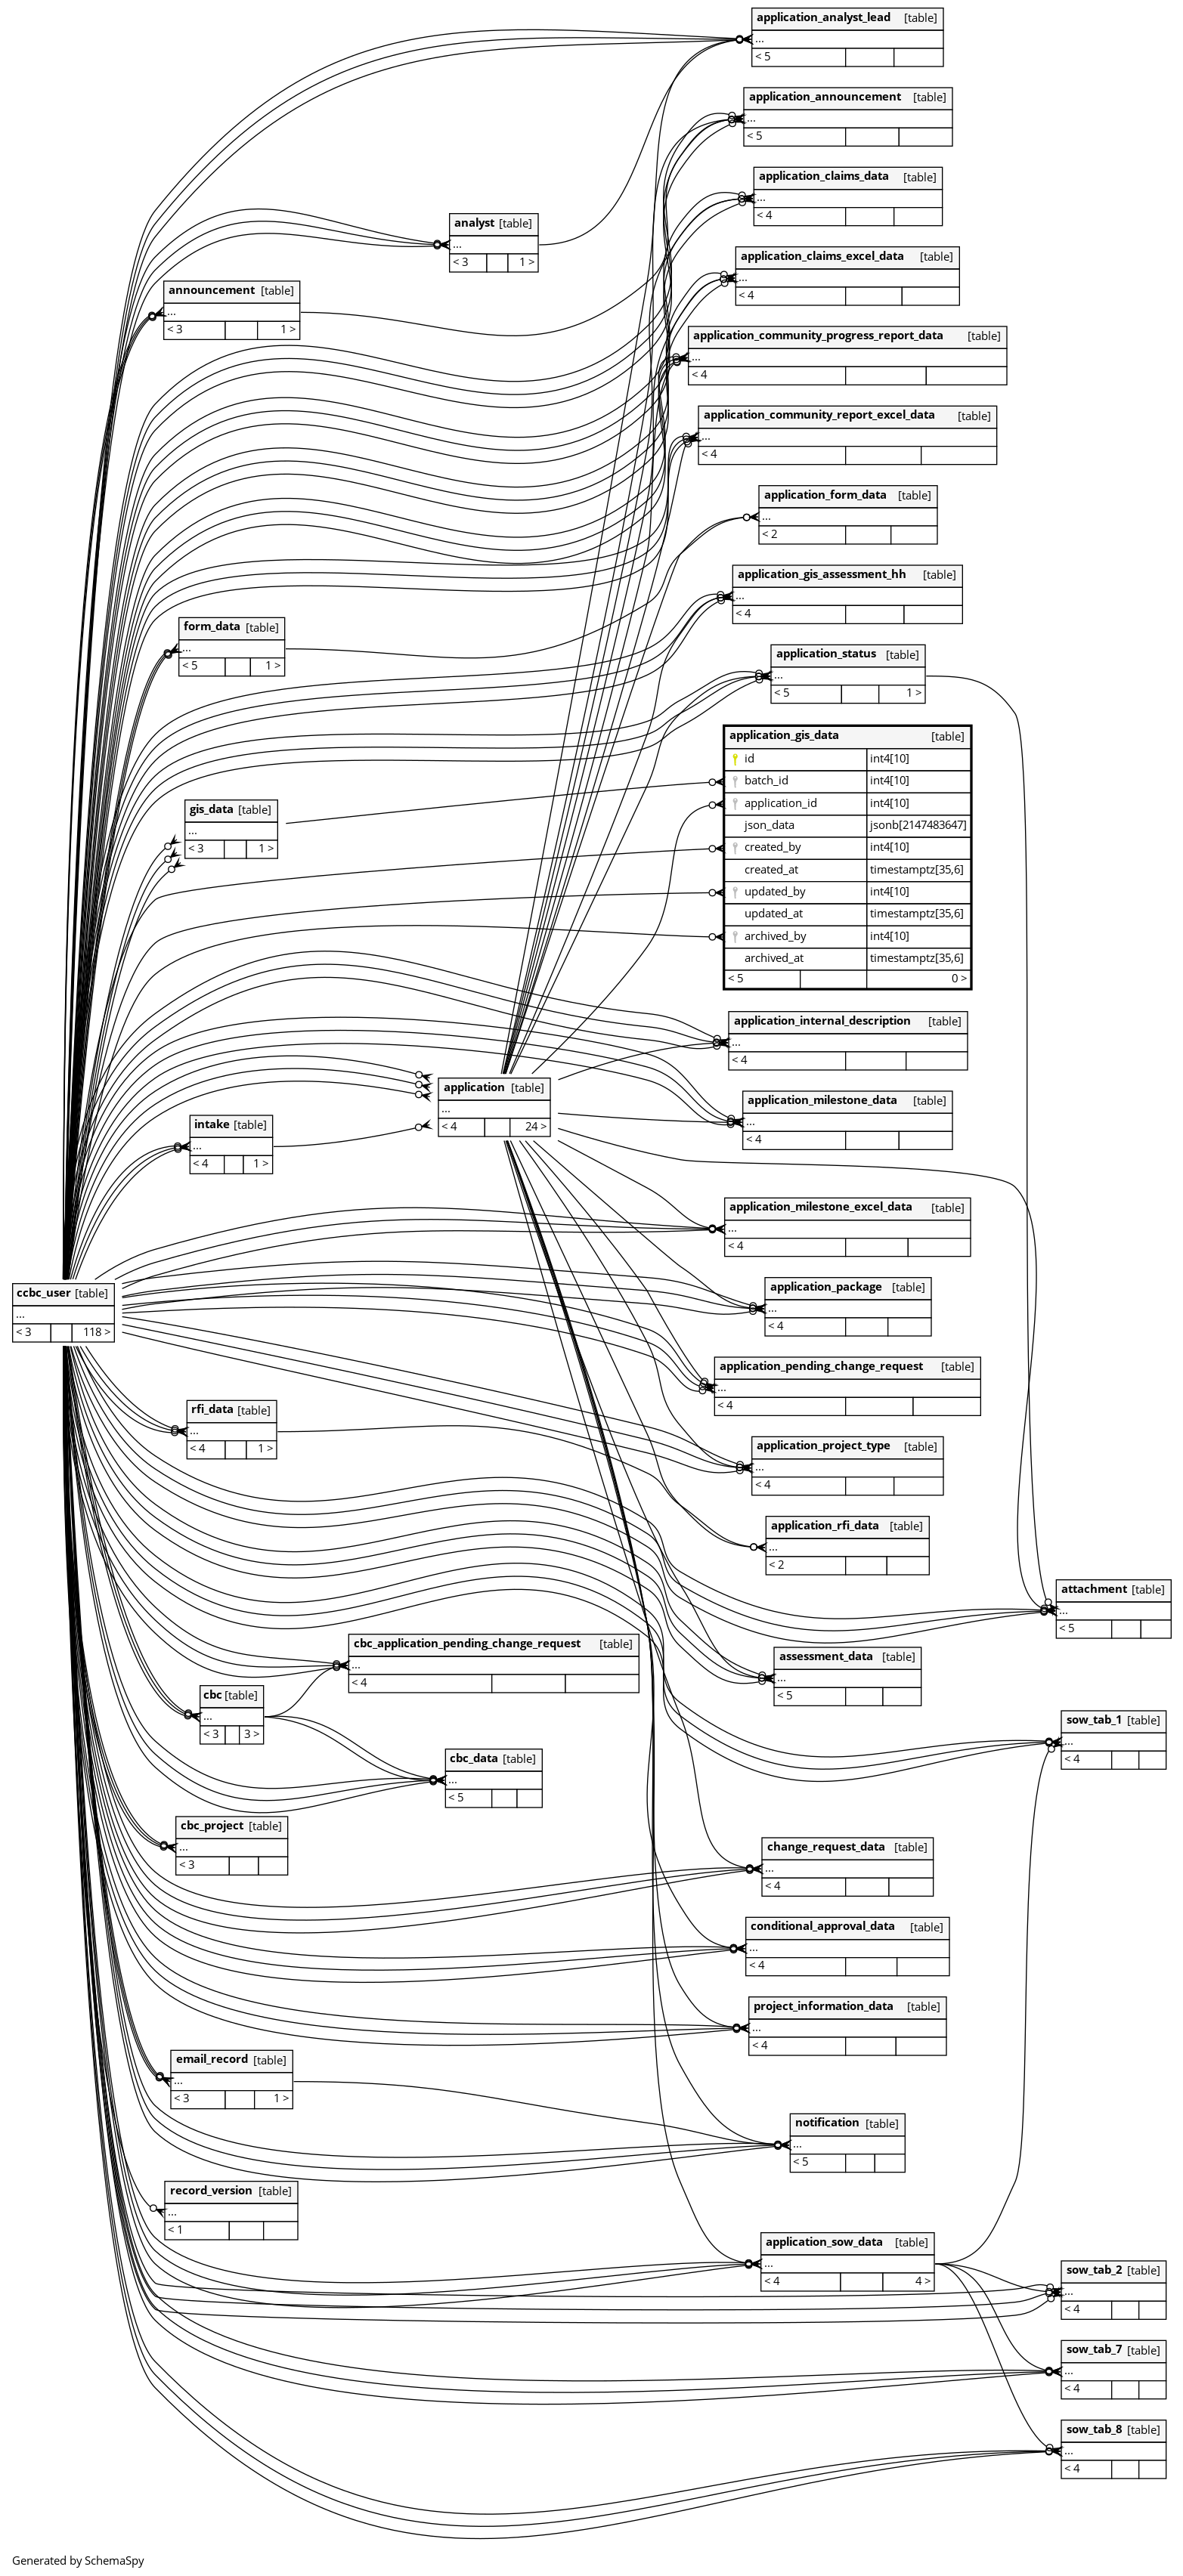 application_analyst_lead [table]
...
< 5
application_announcement [table]
...
< 5
application_claims_data [table]
...
< 4
analyst [table]
...
< 3 1 >
application_claims_excel_data [table]
...
< 4
announcement [table]
...
< 3 1 >
application_community_progress_report_data [table]
...
< 4
application_community_report_excel_data [table]
...
< 4
application_form_data [table]
...
< 2
application_gis_assessment_hh [table]
...
< 4
form_data [table]
...
< 5 1 >
application_status [table]
...
< 5 1 >
application_gis_data [table]
id int4[10]
batch_id int4[10]
application_id int4[10]
json_data jsonb[2147483647]
created_by int4[10]
created_at timestamptz[35,6]
updated_by int4[10]
updated_at timestamptz[35,6]
archived_by int4[10]
archived_at timestamptz[35,6]
< 5 0 >
gis_data [table]
...
< 3 1 >
application_internal_description [table]
...
< 4
application [table]
...
< 4 24 >
application_milestone_data [table]
...
< 4
intake [table]
...
< 4 1 >
application_milestone_excel_data [table]
...
< 4
ccbc_user [table]
...
< 3 118 >
application_package [table]
...
< 4
application_pending_change_request [table]
...
< 4
rfi_data [table]
...
< 4 1 >
application_project_type [table]
...
< 4
application_rfi_data [table]
...
< 2
attachment [table]
...
< 5
cbc_application_pending_change_request [table]
...
< 4
assessment_data [table]
...
< 5
cbc [table]
...
< 3 3 >
sow_tab_1 [table]
...
< 4
cbc_data [table]
...
< 5
cbc_project [table]
...
< 3
change_request_data [table]
...
< 4
conditional_approval_data [table]
...
< 4
project_information_data [table]
...
< 4
email_record [table]
...
< 3 1 >
notification [table]
...
< 5
record_version [table]
...
< 1
application_sow_data [table]
...
< 4 4 >
sow_tab_2 [table]
...
< 4
sow_tab_7 [table]
...
< 4
sow_tab_8 [table]
...
< 4
Generated by SchemaSpy